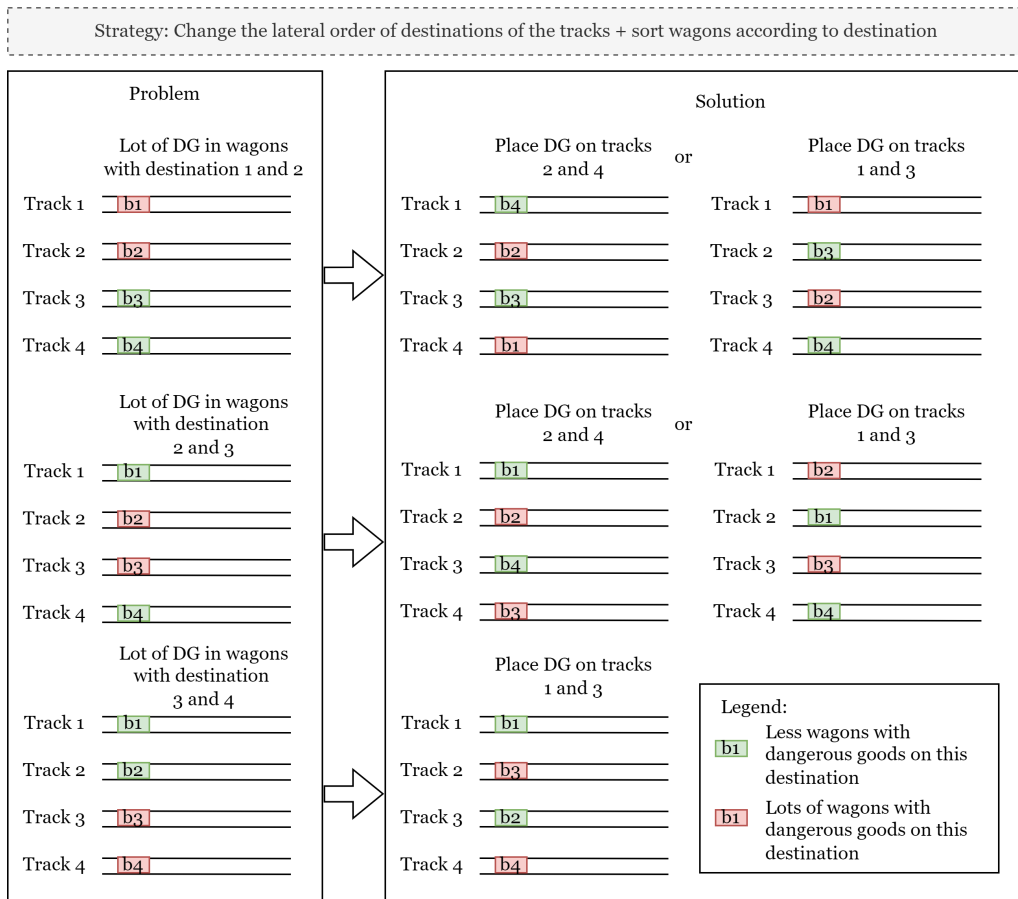 Strategy: Change the lateral order of destinations of the tracks + sort wagons according to destination
Problem
Lot of DG in wagons
with destination 1 and 2
Track 1 b1
Track 2 b2
Track 3 b3
Track 4 b4
Lot of DG in wagons
with destination
2 and 3
Track 1 b1
Track 2 b2
Track 3 b3
Track 4 b4
Lot of DG in wagons
with destination
3 and 4
Track 1 b1
Track 2 b2
Track 3 b3
Track 4 b4
Solution
Place DG on tracks
2 and 4
Track 1 b4
Track 2 b2
Track 3 b3
Track 4 b1
or
Place DG on tracks
1 and 3
Track 1 b1
Track 2 b3
Track 3 b2
Track 4 b4
Place DG on tracks
2 and 4
Track 1 b1
Track 2 b2
Track 3 b4
Track 4 b3
or
Place DG on tracks
1 and 3
Track 1 b2
Track 2 b1
Track 3 b3
Track 4 b4
Place DG on tracks
1 and 3
Track 1 b1
Track 2 b3
Track 3 b2
Track 4 b4
Legend:
b1 Less wagons with
dangerous goods on this
destination
b1 Lots of wagons with
dangerous goods on this
destination